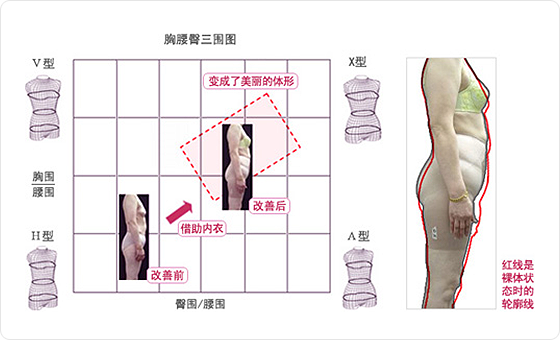 胸腰臀三围图
V型
X型
变成了美丽的体形
胸围
腰围
改善后
借助内衣
H型
A型
改善前
臀围/腰围
红线是
裸体状
态时的
轮廓线